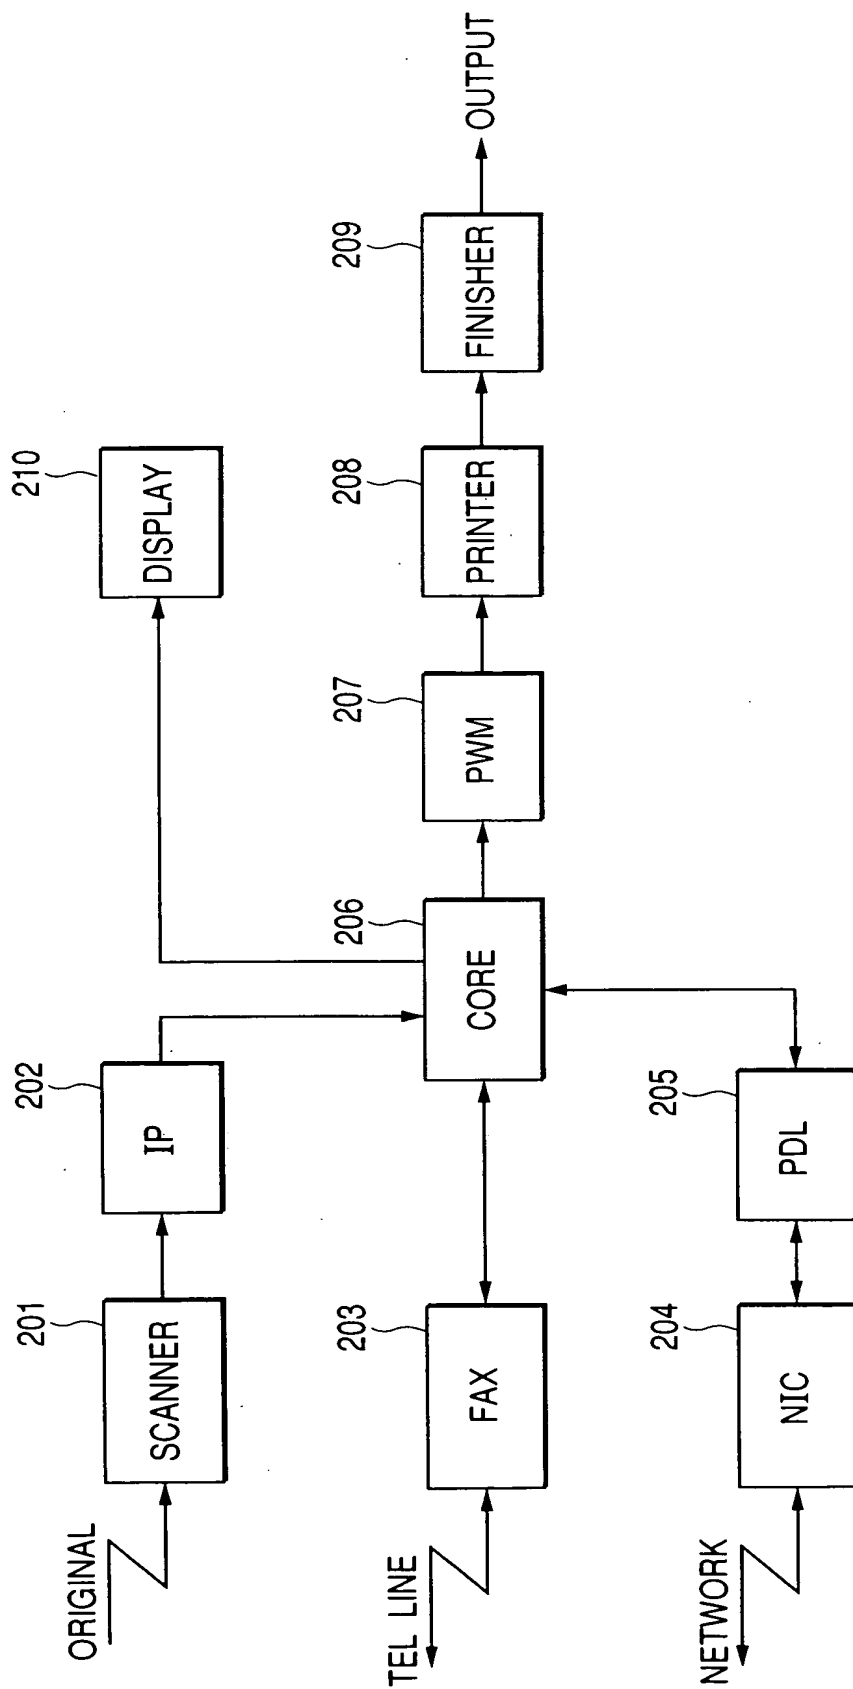 ORIGINAL
201
SCANNER
202
IP
210
DISPLAY
TEL LINE
203
FAX
206
CORE
207
PWM
208
PRINTER
209
FINISHER
OUTPUT
NETWORK
204
NIC
205
PDL